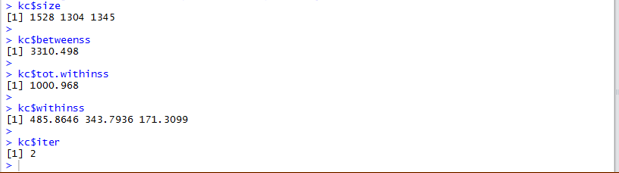 > kc$size
[1] 1528 1304 1345
>
> kc$betweenss
[1] 3310.498
>
> kc$tot.withinss
[1] 1000.968
>
> kc$withinss
[1] 485.8646 343.7936 171.3099
>
> kc$iter
[1] 2
>